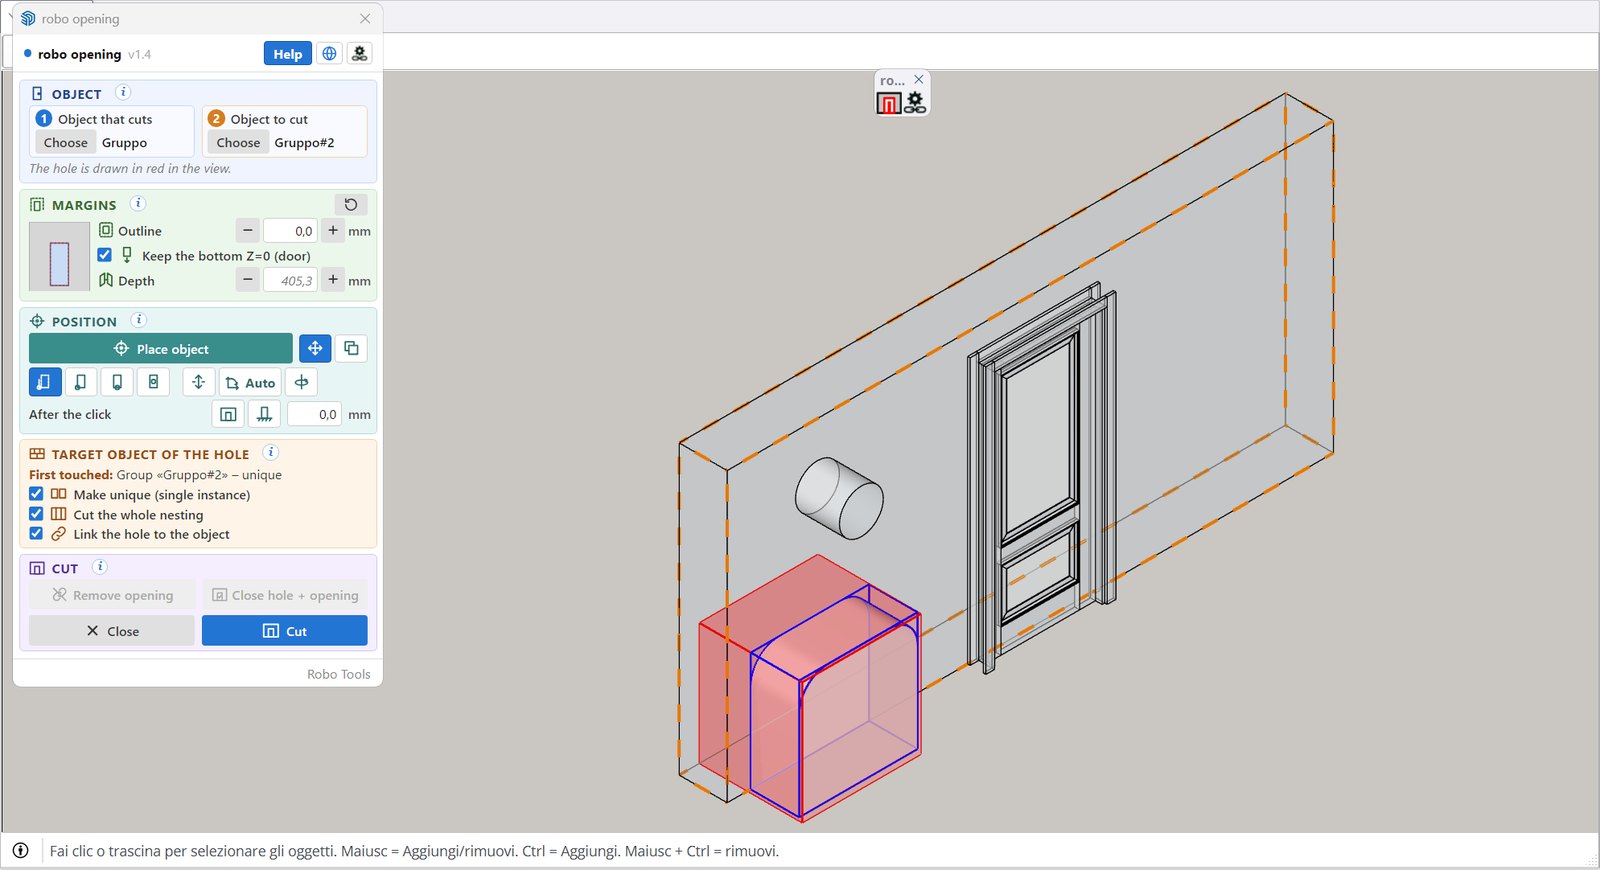 robo opening
robo opening v1.4 Help
OBJECT i
1 Object that cuts
Choose Gruppo
2 Object to cut
Choose Gruppo#2
The hole is drawn in red in the view.
MARGINS i
Outline − 0,0 + mm
Keep the bottom Z=0 (door)
Depth − 405,3 + mm
POSITION i
Place object
Auto
After the click 0,0 mm
TARGET OBJECT OF THE HOLE i
First touched: Group «Gruppo#2» – unique
Make unique (single instance)
Cut the whole nesting
Link the hole to the object
CUT i
Remove opening Close hole + opening
Close Cut
Robo Tools
ro...
Fai clic o trascina per selezionare gli oggetti. Maiusc = Aggiungi/rimuovi. Ctrl = Aggiungi. Maiusc + Ctrl = rimuovi.